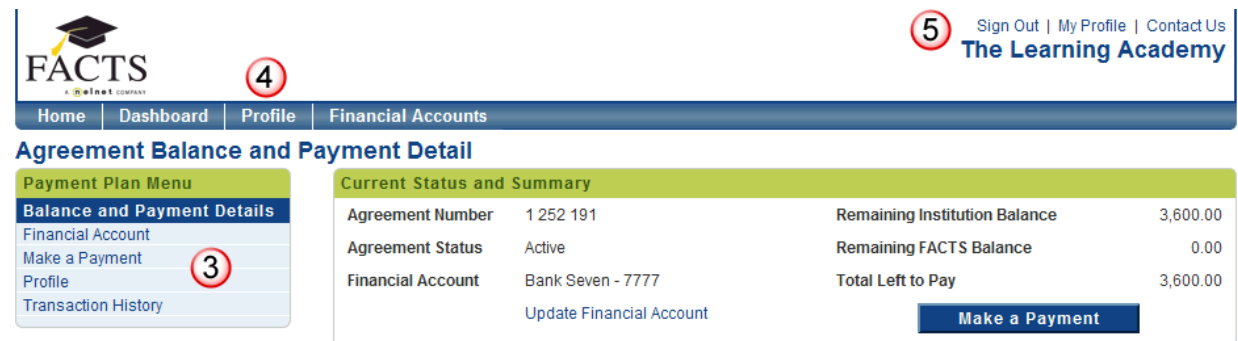 5 Sign Out | My Profile | Contact Us
The Learning Academy
FACTS
A nelnet COMPANY
4
Home Dashboard Profile Financial Accounts
Agreement Balance and Payment Detail
Payment Plan Menu
Balance and Payment Details
Financial Account
Make a Payment
3
Profile
Transaction History
Current Status and Summary
Agreement Number 1 252 191 Remaining Institution Balance 3,600.00
Agreement Status Active Remaining FACTS Balance 0.00
Financial Account Bank Seven - 7777 Total Left to Pay 3,600.00
Update Financial Account Make a Payment